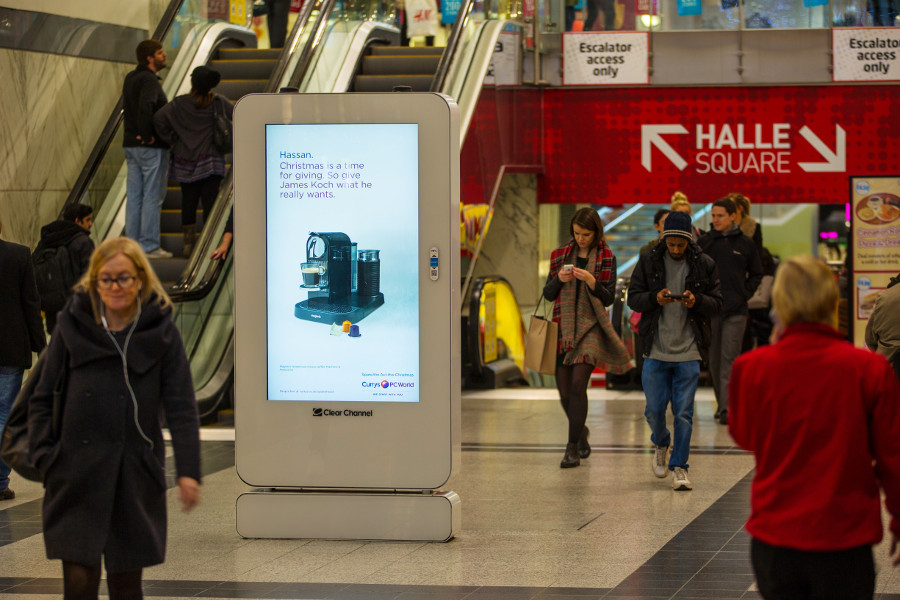 H&M
Escalator
access
only
Escalator
access
only
HALLE
SQUARE
Hassan.
Christmas is a time
for giving. So give
James Koch what he
really wants.
Currys PC World
Clear Channel